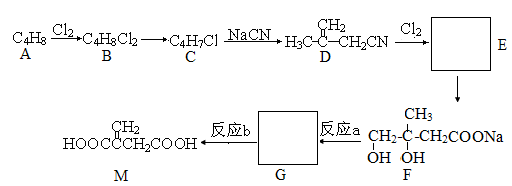 C₄H₈ —Cl₂→ C₄H₈Cl₂ → C₄H₇Cl —NaCN→ H₃C–C(=CH₂)–CH₂CN —Cl₂→ □ E
A B C D
M: HOOCC(=CH₂)CH₂COOH ←反应b— □ G ←反应a— F: CH₂(OH)–C(CH₃)(OH)–CH₂COONa
M G F